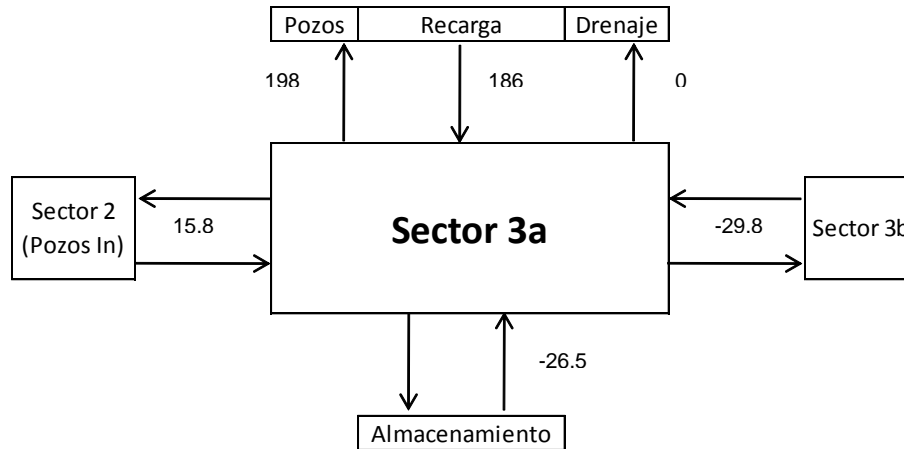 Pozos Recarga Drenaje
198 186 0
Sector 2
(Pozos In)
15.8
Sector 3a
-29.8
Sector 3b
-26.5
Almacenamiento